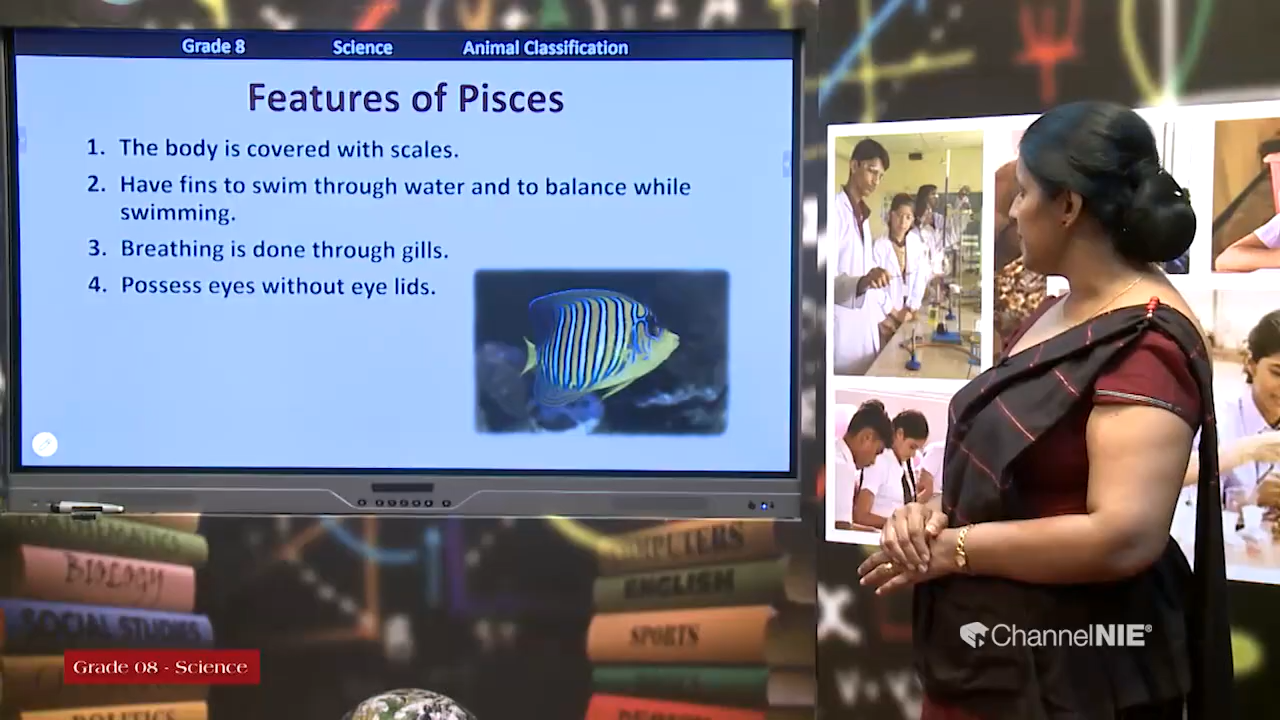 Grade 8 Science Animal Classification
Features of Pisces
1. The body is covered with scales.
2. Have fins to swim through water and to balance while
swimming.
3. Breathing is done through gills.
4. Possess eyes without eye lids.
MATHEMATICS
BIOLOGY
SOCIAL STUDIES
POLITICS
COMPUTERS
ENGLISH
SPORTS
Grade 08 - Science
ChannelNIE®